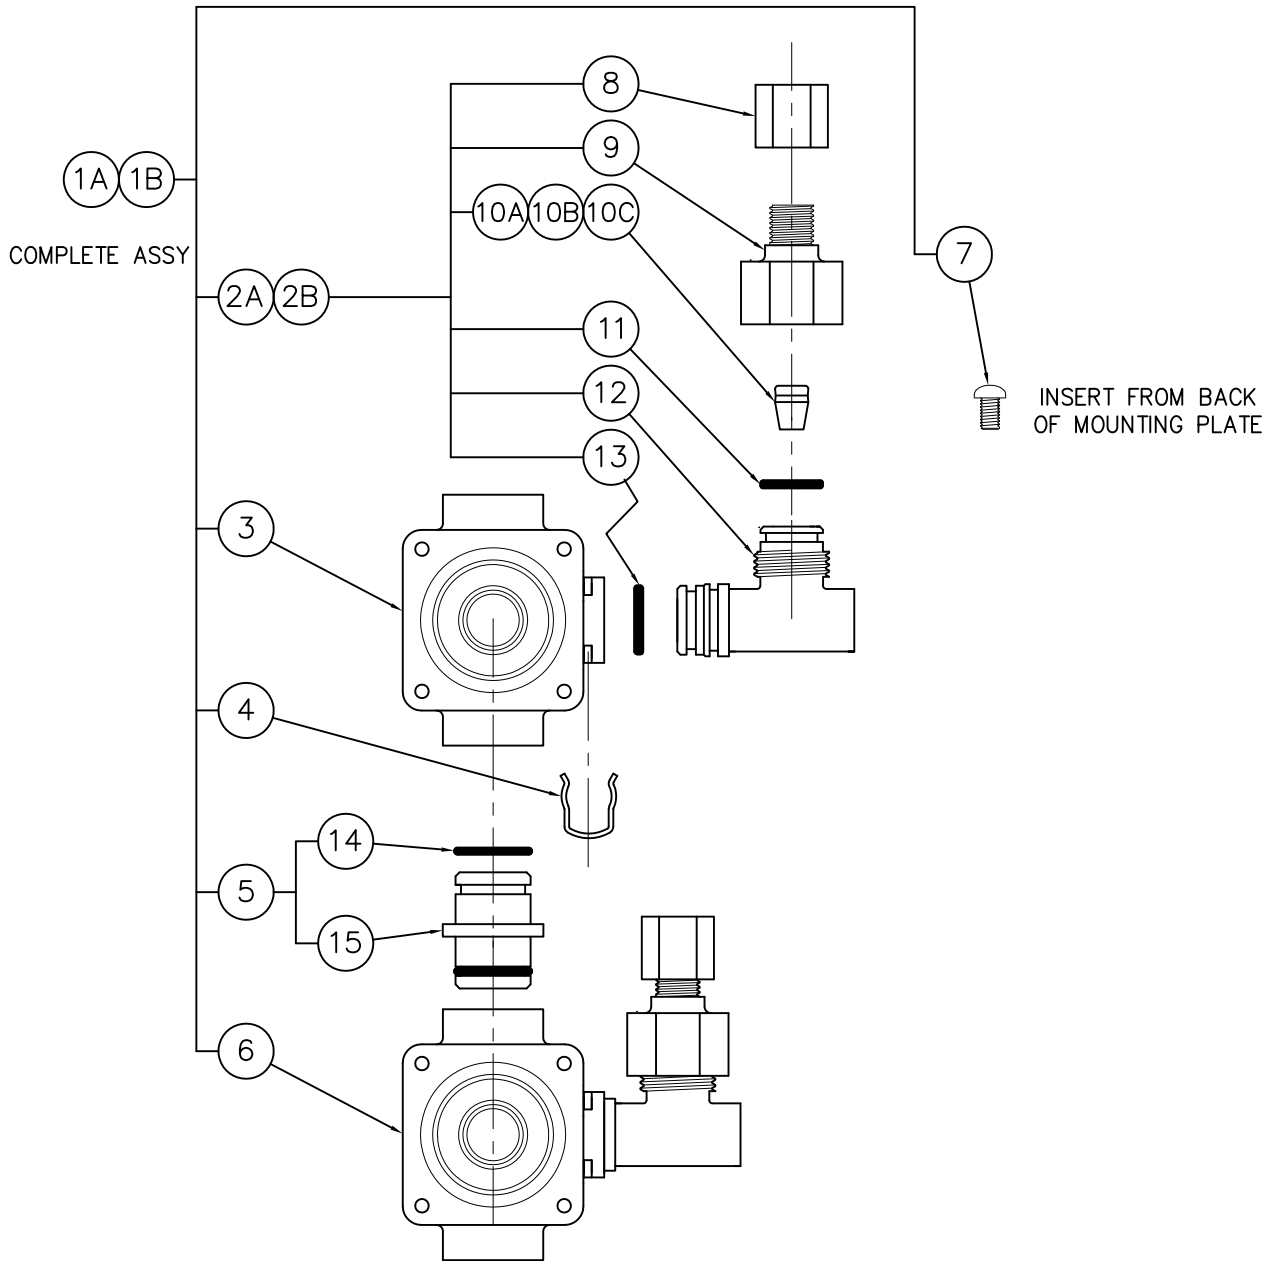 8
9
1A 1B
10A 10B 10C
COMPLETE ASSY
7
2A 2B
11
12
INSERT FROM BACK
OF MOUNTING PLATE
13
3
4
14
5
15
6